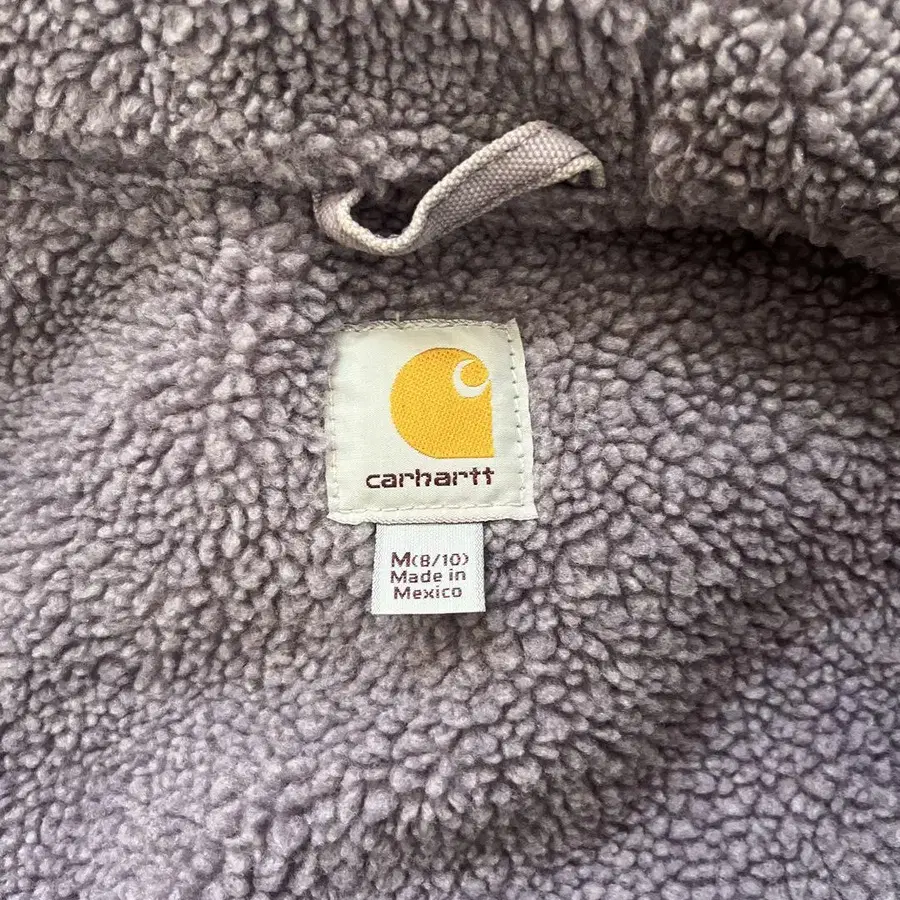 carhartt
M(8/10)
Made in
Mexico